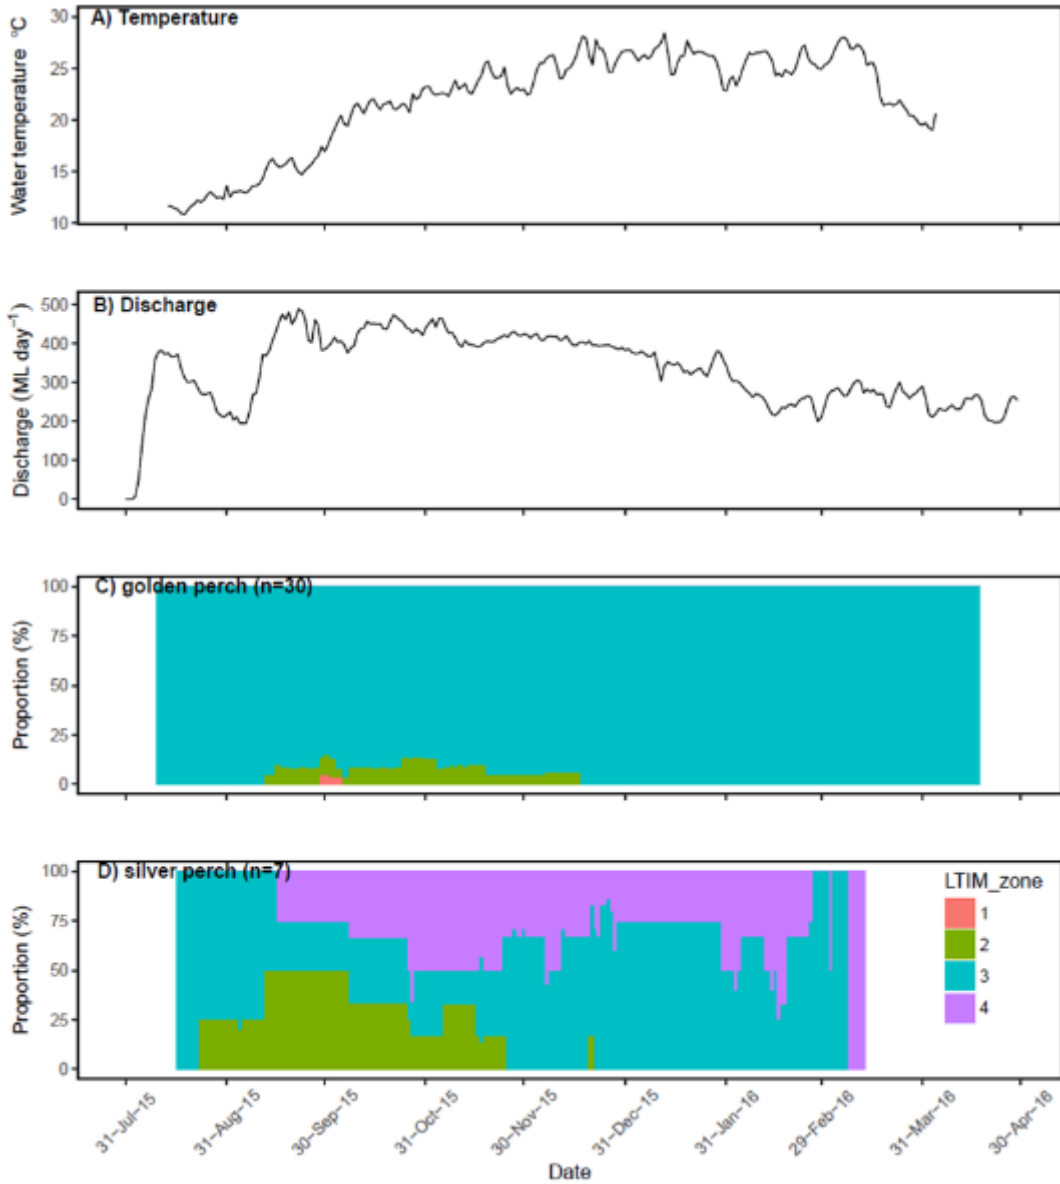 A) Temperature
Water temperature °C
30
25
20
15
10
B) Discharge
Discharge (ML day⁻¹)
500
400
300
200
100
0
C) golden perch (n=30)
Proportion (%)
100
75
50
25
0
D) silver perch (n=7)
Proportion (%)
100
75
50
25
0
LTIM_zone
1
2
3
4
31-Jul-15
31-Aug-15
30-Sep-15
31-Oct-15
30-Nov-15
31-Dec-15
31-Jan-16
29-Feb-16
31-Mar-16
30-Apr-16
Date